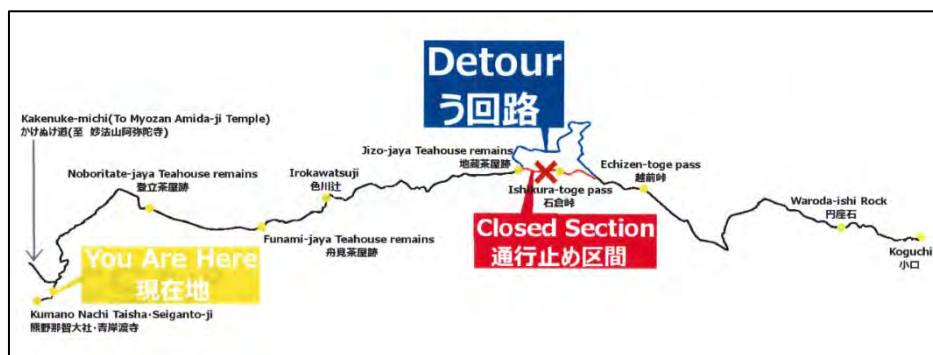 Detour
う回路
Kakenuke-michi(To Myozan Amida-ji Temple)
かけぬけ道(至 妙法山阿弥陀寺)
Noboritate-jaya Teahouse remains
登立茶屋跡
Irokawatsuji
色川辻
Jizo-jaya Teahouse remains
地蔵茶屋跡
Echizen-toge pass
越前峠
Ishikura-toge pass
石倉峠
Waroda-ishi Rock
円座石
Closed Section
通行止め区間
Funami-jaya Teahouse remains
舟見茶屋跡
Koguchi
小口
You Are Here
現在地
Kumano Nachi Taisha･Seiganto-ji
熊野那智大社・青岸渡寺